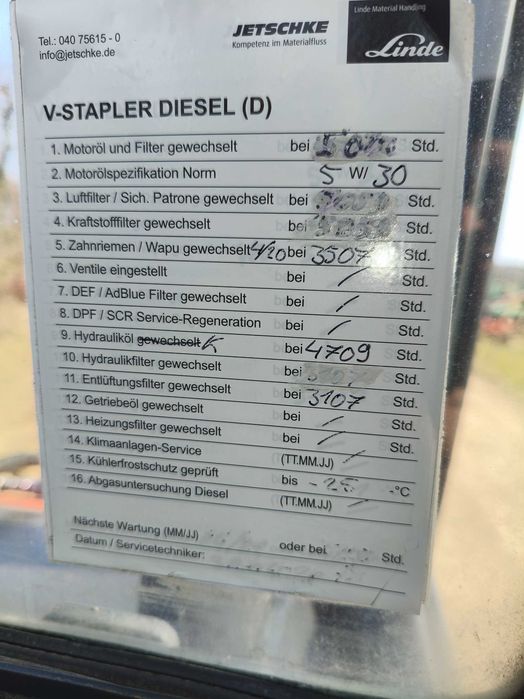 Linde Material Handling
Tel.: 040 75615 - 0
info@jetschke.de
JETSCHKE
Kompetenz im Materialfluss
Linde
V-STAPLER DIESEL (D)
1. Motoröl und Filter gewechselt bei Std.
2. Motorölspezifikation Norm 5 W/ 30
3. Luftfilter / Sich. Patrone gewechselt bei Std.
4. Kraftstofffilter gewechselt bei Std.
5. Zahnriemen / Wapu gewechselt 4/20 bei 3507 Std.
6. Ventile eingestellt bei / Std.
7. DEF / AdBlue Filter gewechselt bei / Std.
8. DPF / SCR Service-Regeneration bei / Std.
9. Hydrauliköl gewechselt K bei 4709 Std.
10. Hydraulikfilter gewechselt bei Std.
11. Entlüftungsfilter gewechselt bei 3107 Std.
12. Getriebeöl gewechselt bei / Std.
13. Heizungsfilter gewechselt bei / Std.
14. Klimaanlagen-Service (TT.MM.JJ) /
15. Kühlerfrostschutz geprüft bis -25 -°C
16. Abgasuntersuchung Diesel (TT.MM.JJ) /
Nächste Wartung (MM/JJ) oder bei Std.
Datum / Servicetechniker: